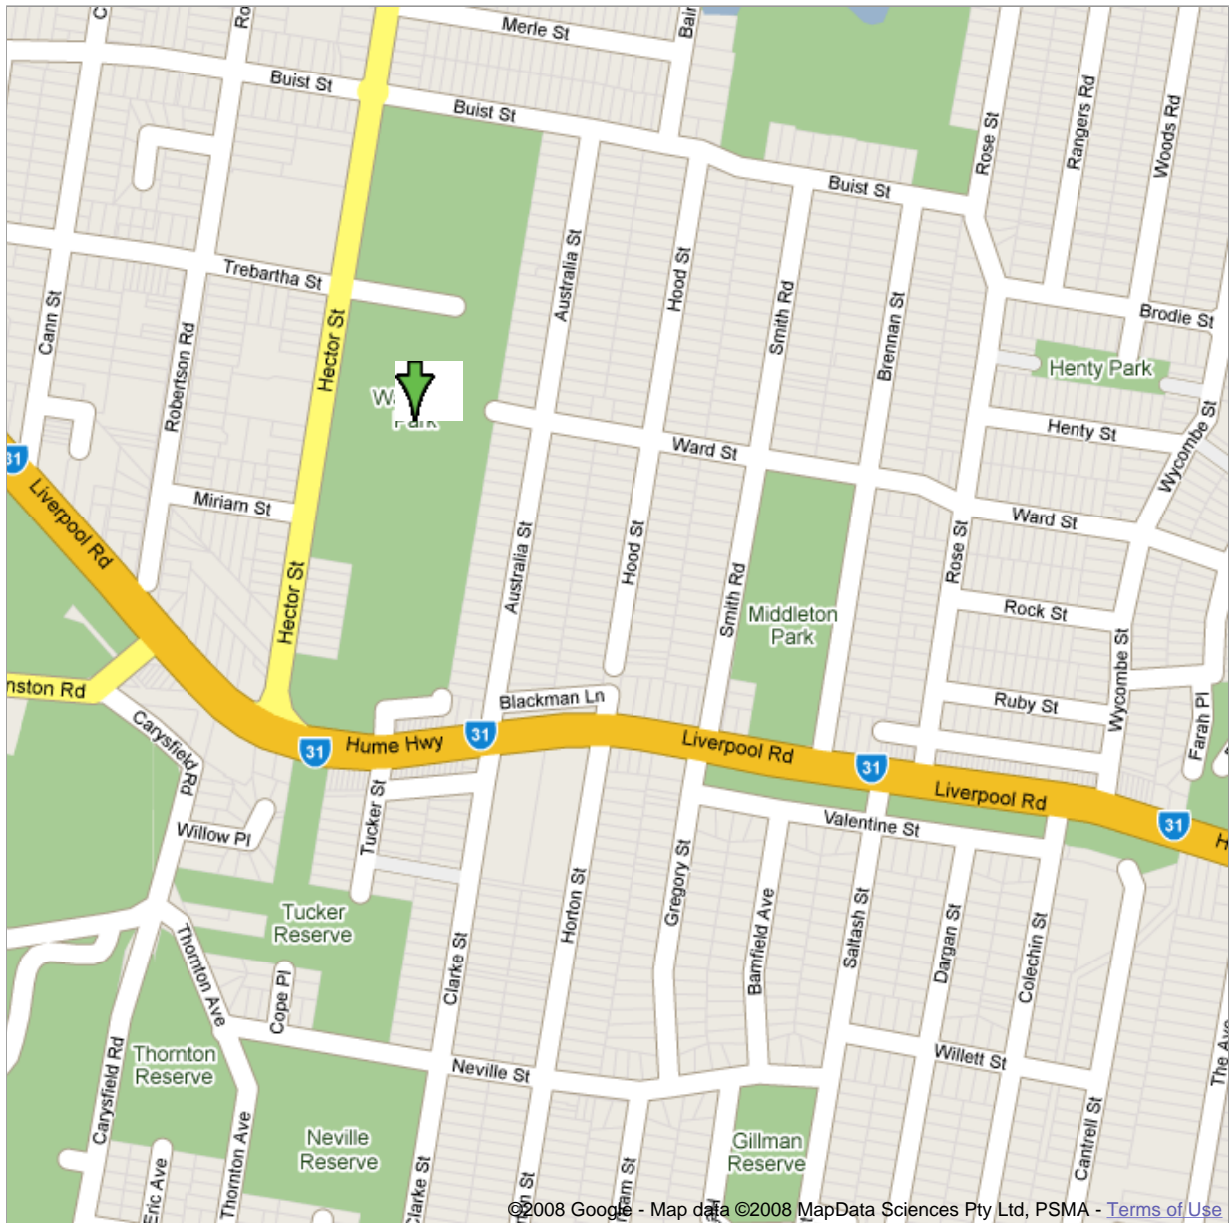 Merle St
Buist St
Buist St
Buist St
Rose St
Rangers Rd
Woods Rd
Trebartha St
Australia St
Hood St
Smith Rd
Brennan St
Brodie St
Cann St
Robertson Rd
Hector St
Henty Park
Park
Henty St
Wycombe St
Ward St
Ward St
31
Liverpool Rd
Miriam St
Hector St
Australia St
Hood St
Smith Rd
Rose St
Middleton
Park
Rock St
Wycombe St
Ruby St
Farah Pl
nston Rd
Carysfield Rd
Blackman Ln
31
Hume Hwy
31
Liverpool Rd
31
Liverpool Rd
31
Willow Pl
Tucker St
Valentine St
Tucker
Reserve
Thornton Ave
Cope Pl
Clarke St
Horton St
Gregory St
Bamfield Ave
Saltash St
Dargan St
Colechin St
Thornton
Reserve
Neville St
Willett St
Carysfield Rd
Thornton Ave
Eric Ave
Neville
Reserve
Clarke St
Gillman
Reserve
Cantrell St
©2008 Google - Map data ©2008 MapData Sciences Pty Ltd, PSMA - Terms of Use